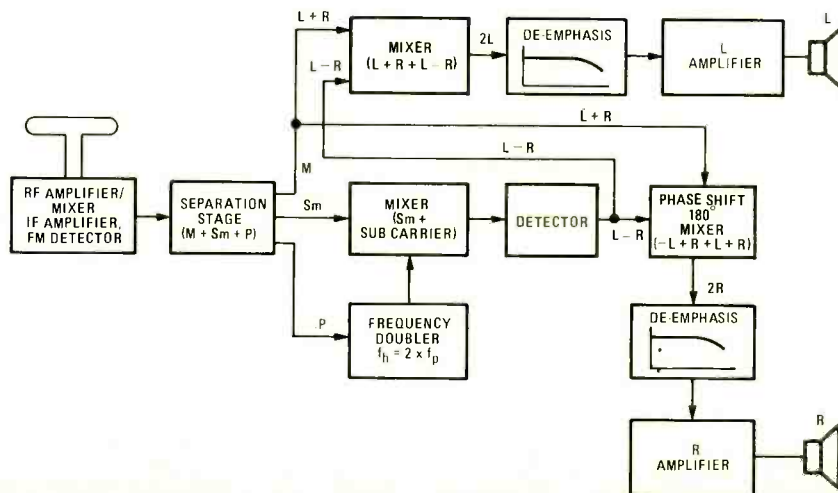 L + R
MIXER
(L + R + L - R)
2L
DE-EMPHASIS
L
AMPLIFIER
L
L - R
L + R
L - R
M
RF AMPLIFIER/
MIXER
IF AMPLIFIER,
FM DETECTOR
SEPARATION
STAGE
(M + Sm + P)
Sm
MIXER
(Sm +
SUB CARRIER)
DETECTOR
L - R
PHASE SHIFT
180°
MIXER
(-L + R + L + R)
P
FREQUENCY
DOUBLER
fh = 2 x fp
2R
DE-EMPHASIS
R
AMPLIFIER
R